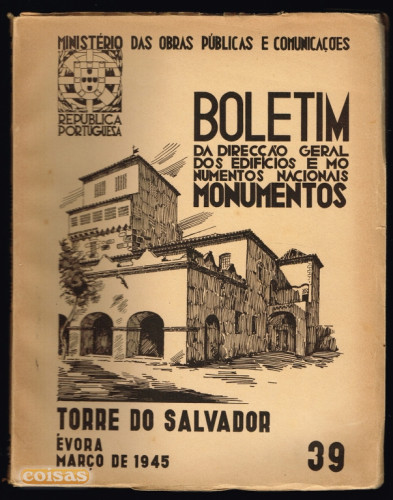 MINISTÉRIO DAS OBRAS PÚBLICAS E COMUNICAÇÕES
REPÚBLICA
PORTUGUESA
BOLETIM
DA DIRECÇÃO GERAL
DOS EDIFÍCIOS E MO
NUMENTOS NACIONAIS
MONUMENTOS
TORRE DO SALVADOR
ÉVORA
MARÇO DE 1945
39
coisas